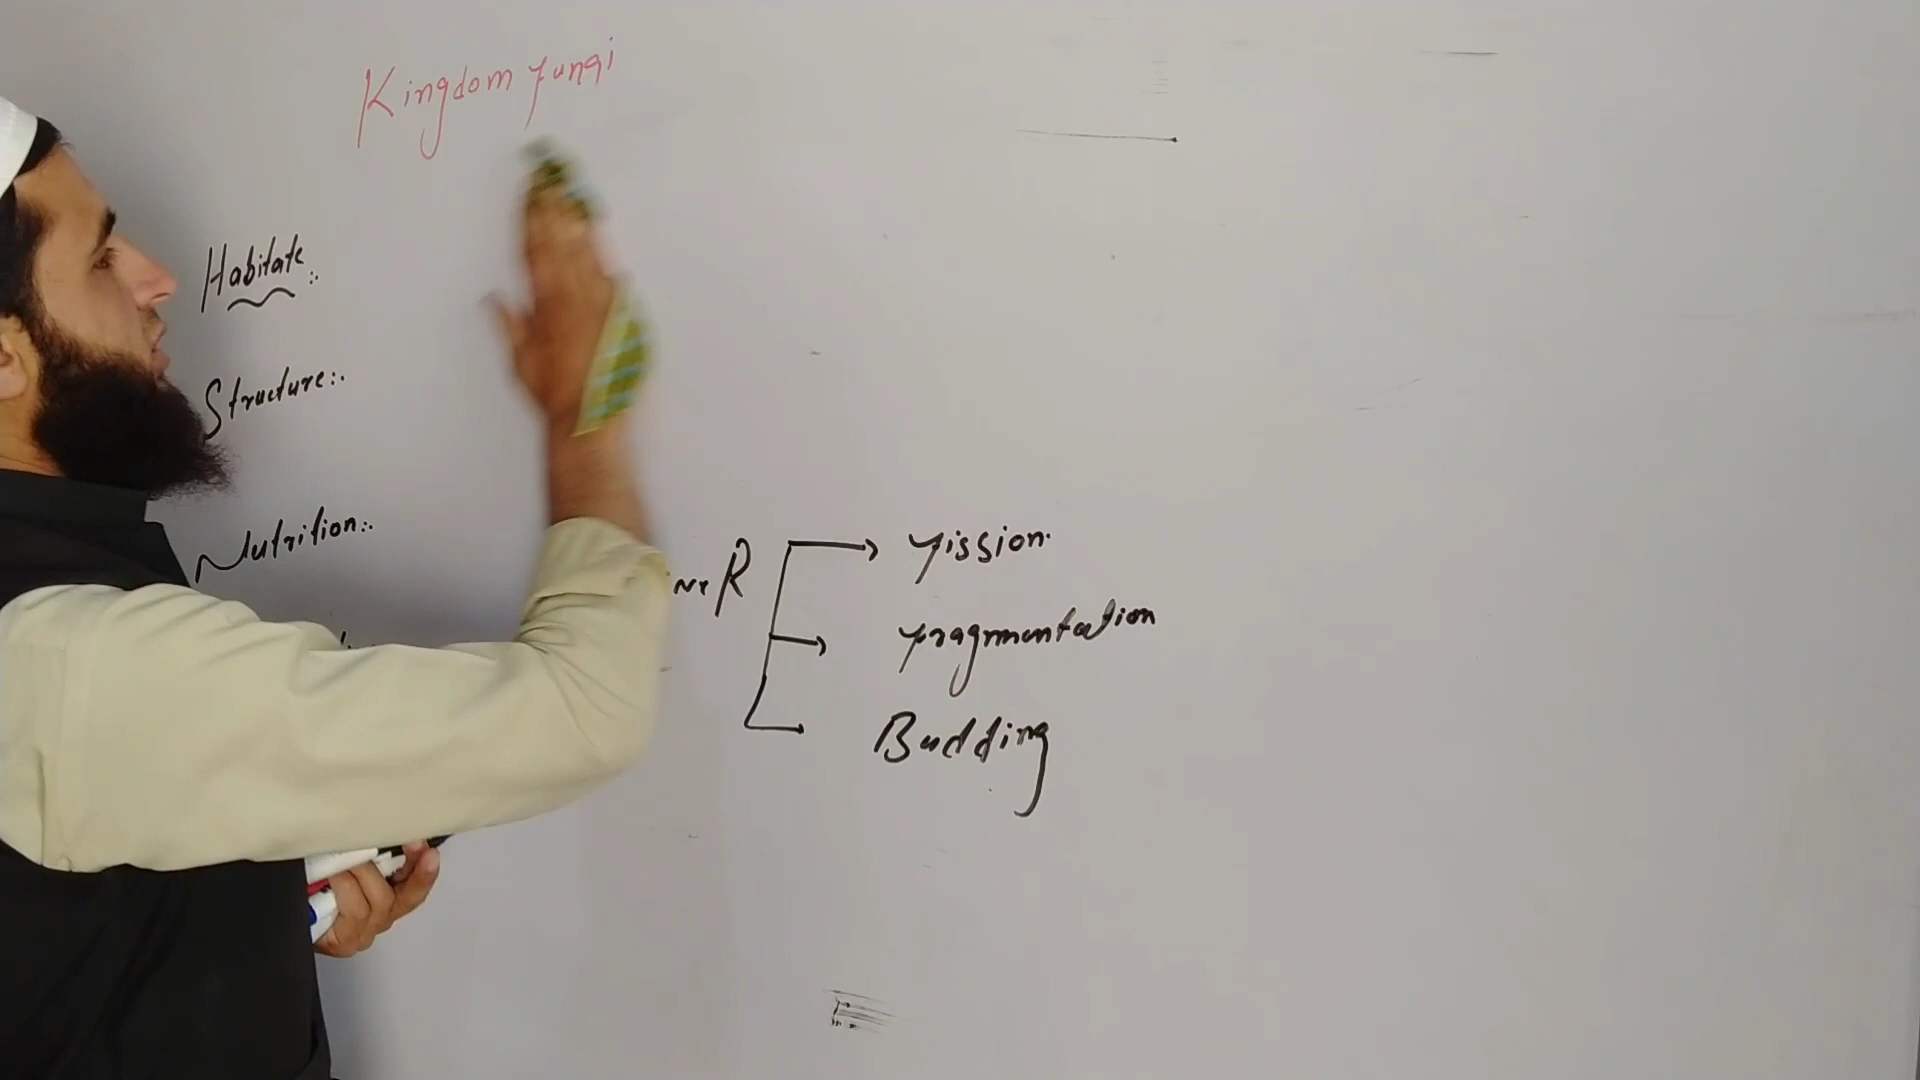 Kingdom Fungi
Habitate:.
Structure:.
Nutrition:.
R → Fission.
→ Fragmentation
Budding